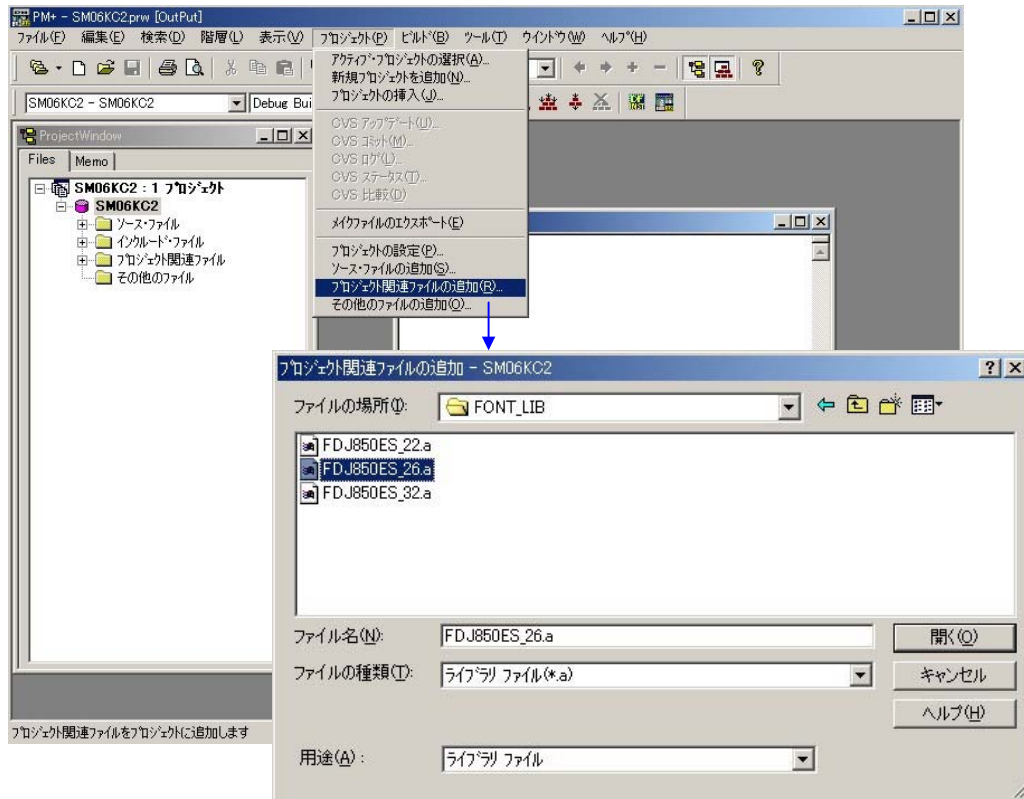 PM+ - SM06KC2.prw [OutPut]
ファイル(F) 編集(E) 検索(D) 階層(L) 表示(V) プロジェクト(P) ビルド(B) ツール(T) ウインドウ(W) ヘルプ(H)
SM06KC2 - SM06KC2
Debug Bui
ProjectWindow
Files
Memo
SM06KC2 : 1 プロジェクト
SM06KC2
ソース・ファイル
インクルード・ファイル
プロジェクト関連ファイル
その他のファイル
アクティブ・プロジェクトの選択(A)...
新規プロジェクトを追加(N)...
プロジェクトの挿入(J)...
CVS アップデート(U)...
CVS コミット(M)...
CVS ログ(L)...
CVS ステータス(T)...
CVS 比較(D)
メイクファイルのエクスポート(E)
プロジェクトの設定(P)...
ソース・ファイルの追加(S)...
プロジェクト関連ファイルの追加(R)...
その他のファイルの追加(O)...
プロジェクト関連ファイルの追加 - SM06KC2
ファイルの場所(I):
FONT_LIB
FDJ850ES_22.a
FDJ850ES_26.a
FDJ850ES_32.a
ファイル名(N):
FDJ850ES_26.a
開く(O)
ファイルの種類(T):
ライブラリ ファイル(*.a)
キャンセル
ヘルプ(H)
用途(A) :
ライブラリ ファイル
プロジェクト関連ファイルをプロジェクトに追加します